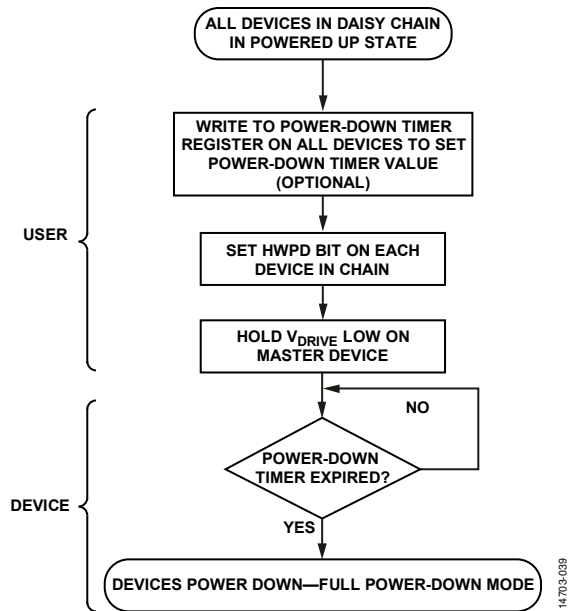 ALL DEVICES IN DAISY CHAIN
IN POWERED UP STATE
WRITE TO POWER-DOWN TIMER
REGISTER ON ALL DEVICES TO SET
POWER-DOWN TIMER VALUE
(OPTIONAL)
USER
SET HWPD BIT ON EACH
DEVICE IN CHAIN
HOLD VDRIVE LOW ON
MASTER DEVICE
NO
POWER-DOWN
TIMER EXPIRED?
DEVICE
YES
DEVICES POWER DOWN—FULL POWER-DOWN MODE
14703-039